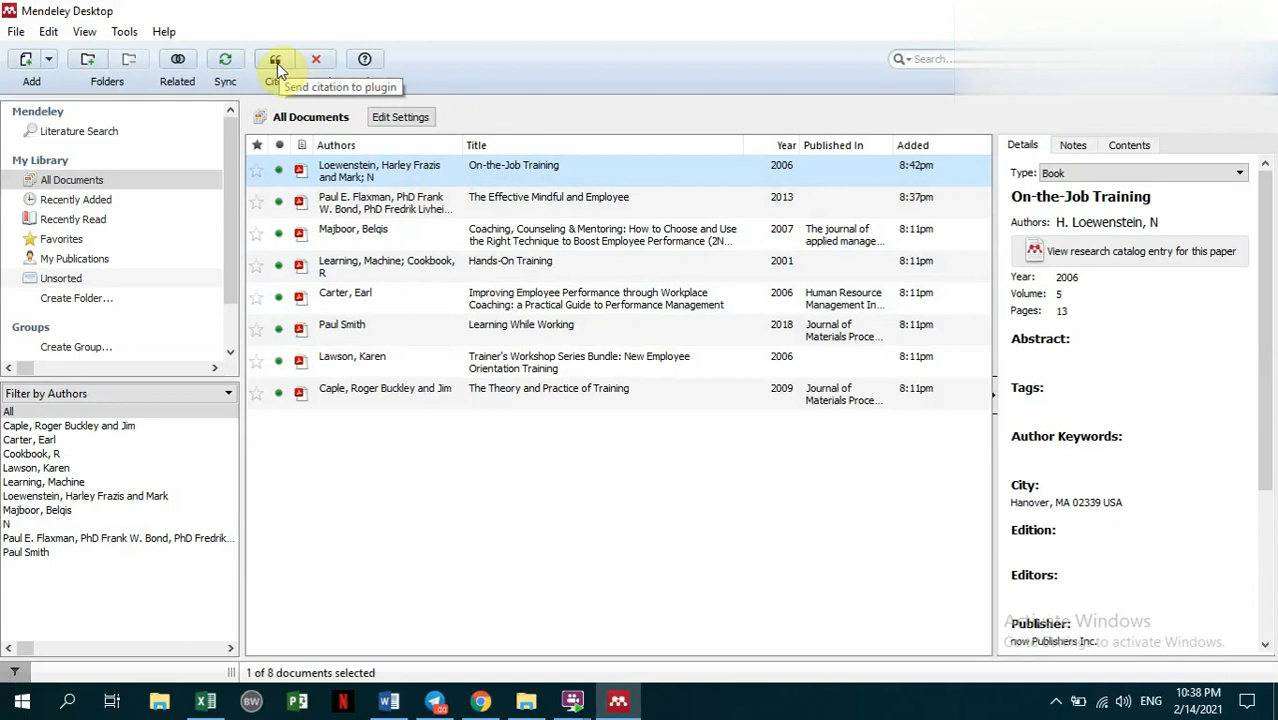 Mendeley Desktop
File Edit View Tools Help
Search...
Add Folders Related Sync
Send citation to plugin
Mendeley
Literature Search
My Library
All Documents
Recently Added
Recently Read
Favorites
My Publications
Unsorted
Create Folder...
Groups
Create Group...
Filter by Authors
All
Caple, Roger Buckley and Jim
Carter, Earl
Cookbook, R
Lawson, Karen
Learning, Machine
Loewenstein, Harley Frazis and Mark
Majboor, Belqis
N
Paul E. Flaxman, PhD Frank W. Bond, PhD Fredrik...
Paul Smith
All Documents Edit Settings
Authors Title Year Published In Added
Loewenstein, Harley Frazis On-the-Job Training 2006 8:42pm
and Mark; N
Paul E. Flaxman, PhD Frank The Effective Mindful and Employee 2013 8:37pm
W. Bond, PhD Fredrik Livhei...
Majboor, Belqis Coaching, Counseling & Mentoring: How to Choose and Use 2007 The journal of 8:11pm
the Right Technique to Boost Employee Performance (2N... applied manage...
Learning, Machine; Cookbook, Hands-On Training 2001 8:11pm
R
Carter, Earl Improving Employee Performance through Workplace 2006 Human Resource 8:11pm
Coaching: a Practical Guide to Performance Management Management In...
Paul Smith Learning While Working 2018 Journal of 8:11pm
Materials Proce...
Lawson, Karen Trainer's Workshop Series Bundle: New Employee 2006 8:11pm
Orientation Training
Caple, Roger Buckley and Jim The Theory and Practice of Training 2009 Journal of 8:11pm
Materials Proce...
Details Notes Contents
Type: Book
On-the-Job Training
Authors: H. Loewenstein, N
View research catalog entry for this paper
Year: 2006
Volume: 5
Pages: 13
Abstract:
Tags:
Author Keywords:
City:
Hanover, MA 02339 USA
Edition:
Editors:
Publisher:
now Publishers Inc.
Activate Windows
Go to Settings to activate Windows.
1 of 8 documents selected
BW
ENG
10:38 PM
2/14/2021